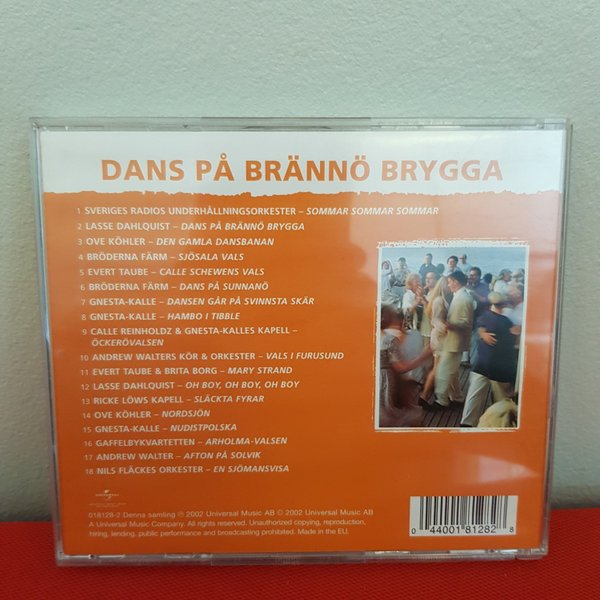 DANS PÅ BRÄNNÖ BRYGGA
1 SVERIGES RADIOS UNDERHÅLLNINGSORKESTER – SOMMAR SOMMAR SOMMAR
2 LASSE DAHLQUIST – DANS PÅ BRÄNNÖ BRYGGA
3 OVE KÖHLER – DEN GAMLA DANSBANAN
4 BRÖDERNA FÄRM – SJÖSALA VALS
5 EVERT TAUBE – CALLE SCHEWENS VALS
6 BRÖDERNA FÄRM – DANS PÅ SUNNANÖ
7 GNESTA-KALLE – DANSEN GÅR PÅ SVINNSTA SKÄR
8 GNESTA-KALLE – HAMBO I TIBBLE
9 CALLE REINHOLDZ & GNESTA-KALLES KAPELL –
ÖCKERÖVALSEN
10 ANDREW WALTERS KÖR & ORKESTER – VALS I FURUSUND
11 EVERT TAUBE & BRITA BORG – MARY STRAND
12 LASSE DAHLQUIST – OH BOY, OH BOY, OH BOY
13 RICKE LÖWS KAPELL – SLÄCKTA FYRAR
14 OVE KÖHLER – NORDSJÖN
15 GNESTA-KALLE – NUDISTPOLSKA
16 GAFFELBYKVARTETTEN – ARHOLMA-VALSEN
17 ANDREW WALTER – AFTON PÅ SOLVIK
18 NILS FLÄCKES ORKESTER – EN SJÖMANSVISA
UNIVERSAL
018128-2 Denna samling ℗ 2002 Universal Music AB © 2002 Universal Music AB
A Universal Music Company. All rights reserved. Unauthorized copying, reproduction,
hiring, lending, public performance and broadcasting prohibited. Made in the EU.
0 44001 81282 8